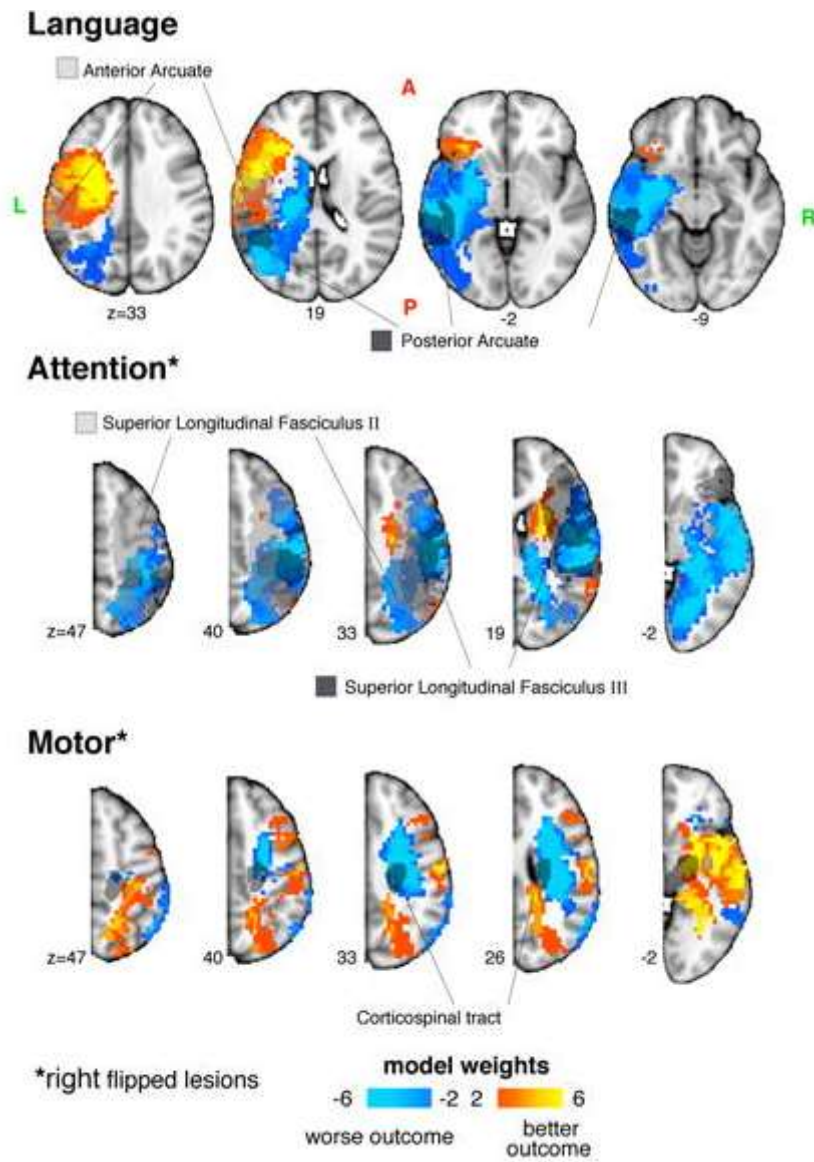 Language
Anterior Arcuate
A
L
R
P
z=33
19
-2
-9
Posterior Arcuate
Attention*
Superior Longitudinal Fasciculus II
z=47
40
33
19
-2
Superior Longitudinal Fasciculus III
Motor*
z=47
40
33
26
-2
Corticospinal tract
*right flipped lesions
model weights
-6 -2 2 6
worse outcome
better
outcome